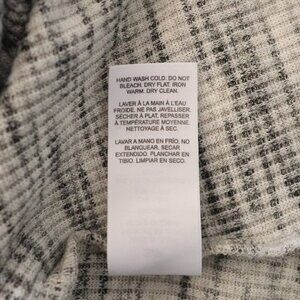 HAND WASH COLD. DO NOT
BLEACH. DRY FLAT. IRON
WARM. DRY CLEAN.
LAVER À LA MAIN À L'EAU
FROIDE. NE PAS JAVELLISER.
SÉCHER À PLAT. REPASSER
À TEMPÉRATURE MOYENNE.
NETTOYAGE À SEC.
LAVAR A MANO EN FRÍO. NO
BLANQUEAR. SECAR
EXTENDIDO. PLANCHAR EN
TIBIO. LIMPIAR EN SECO.